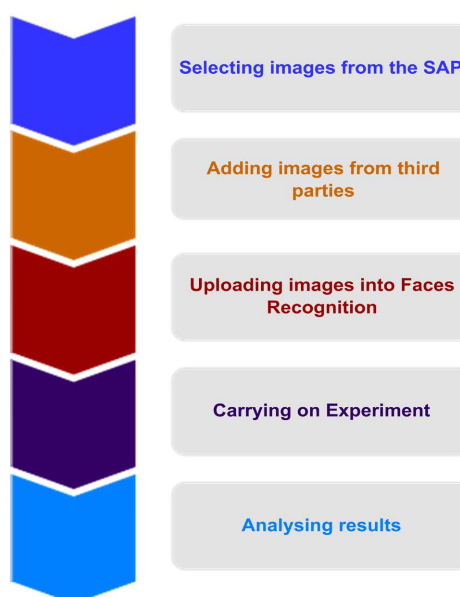 Selecting images from the SAP
Adding images from third
parties
Uploading images into Faces
Recognition
Carrying on Experiment
Analysing results